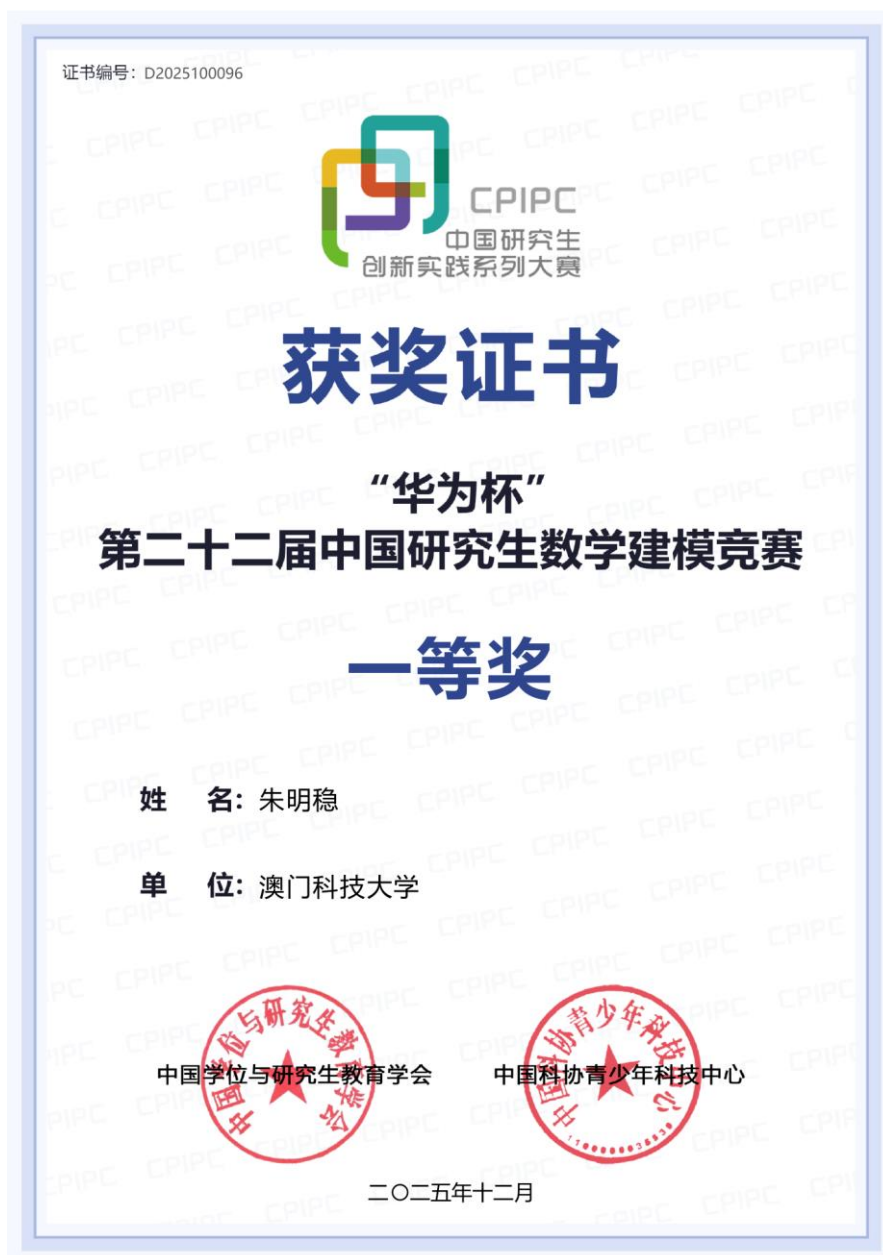 证书编号：D2025100096
CPIPC
中国研究生
创新实践系列大赛
获奖证书
“华为杯”
第二十二届中国研究生数学建模竞赛
一等奖
姓 名：朱明稳
单 位：澳门科技大学
中国学位与研究生教育学会
中国科协青少年科技中心
二〇二五年十二月